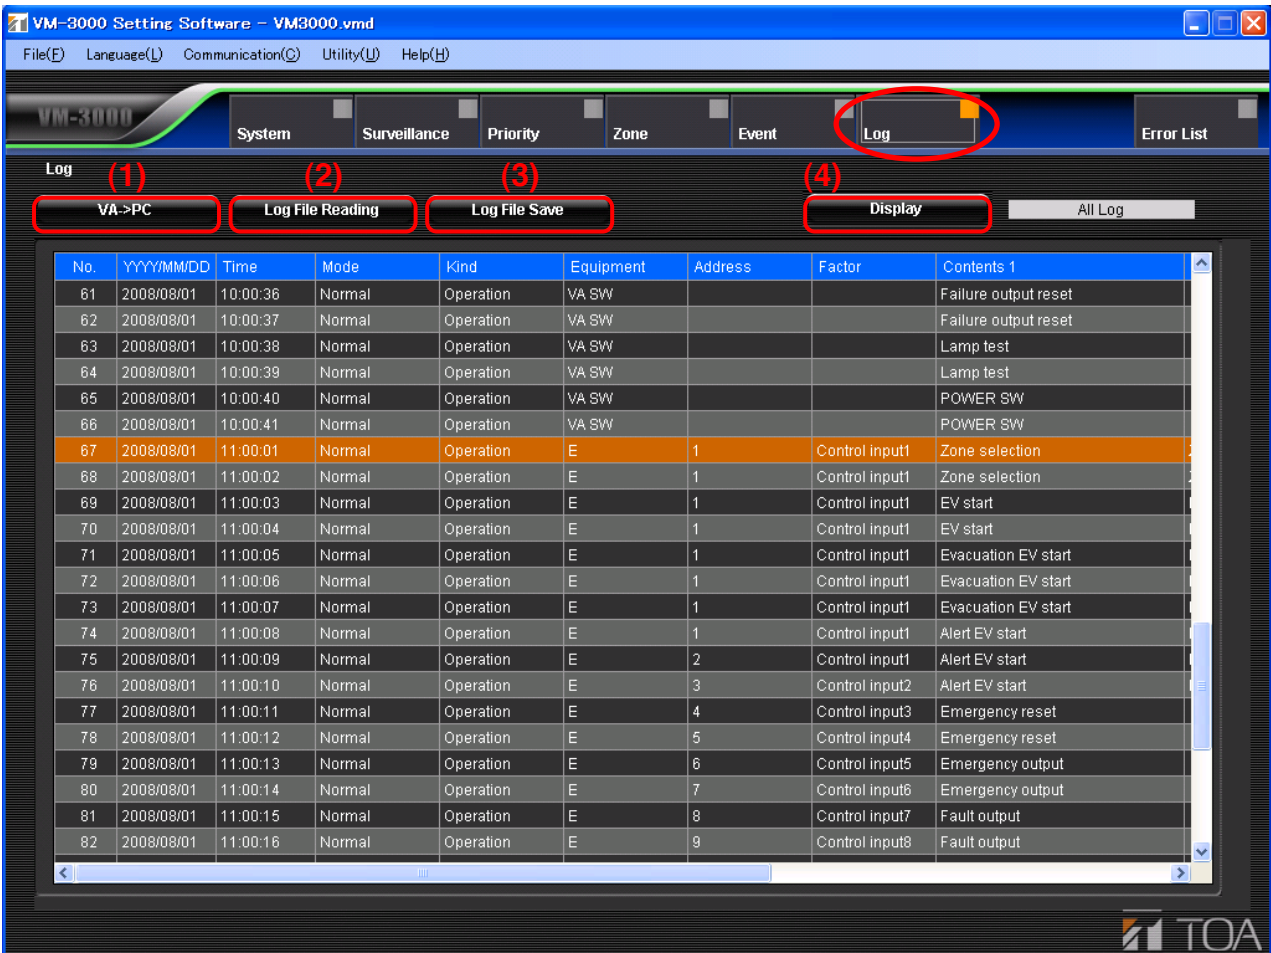 VM-3000 Setting Software - VM3000.vmd
File(F) Language(L) Communication(C) Utility(U) Help(H)
VM-3000
System Surveillance Priority Zone Event Log Error List
Log
(1) (2) (3) (4)
VA->PC Log File Reading Log File Save Display All Log
No. YYYY/MM/DD Time Mode Kind Equipment Address Factor Contents 1
61 2008/08/01 10:00:36 Normal Operation VA SW Failure output reset
62 2008/08/01 10:00:37 Normal Operation VA SW Failure output reset
63 2008/08/01 10:00:38 Normal Operation VA SW Lamp test
64 2008/08/01 10:00:39 Normal Operation VA SW Lamp test
65 2008/08/01 10:00:40 Normal Operation VA SW POWER SW
66 2008/08/01 10:00:41 Normal Operation VA SW POWER SW
67 2008/08/01 11:00:01 Normal Operation E 1 Control input1 Zone selection
68 2008/08/01 11:00:02 Normal Operation E 1 Control input1 Zone selection
69 2008/08/01 11:00:03 Normal Operation E 1 Control input1 EV start
70 2008/08/01 11:00:04 Normal Operation E 1 Control input1 EV start
71 2008/08/01 11:00:05 Normal Operation E 1 Control input1 Evacuation EV start
72 2008/08/01 11:00:06 Normal Operation E 1 Control input1 Evacuation EV start
73 2008/08/01 11:00:07 Normal Operation E 1 Control input1 Evacuation EV start
74 2008/08/01 11:00:08 Normal Operation E 1 Control input1 Alert EV start
75 2008/08/01 11:00:09 Normal Operation E 2 Control input1 Alert EV start
76 2008/08/01 11:00:10 Normal Operation E 3 Control input2 Alert EV start
77 2008/08/01 11:00:11 Normal Operation E 4 Control input3 Emergency reset
78 2008/08/01 11:00:12 Normal Operation E 5 Control input4 Emergency reset
79 2008/08/01 11:00:13 Normal Operation E 6 Control input5 Emergency output
80 2008/08/01 11:00:14 Normal Operation E 7 Control input6 Emergency output
81 2008/08/01 11:00:15 Normal Operation E 8 Control input7 Fault output
82 2008/08/01 11:00:16 Normal Operation E 9 Control input8 Fault output
TOA